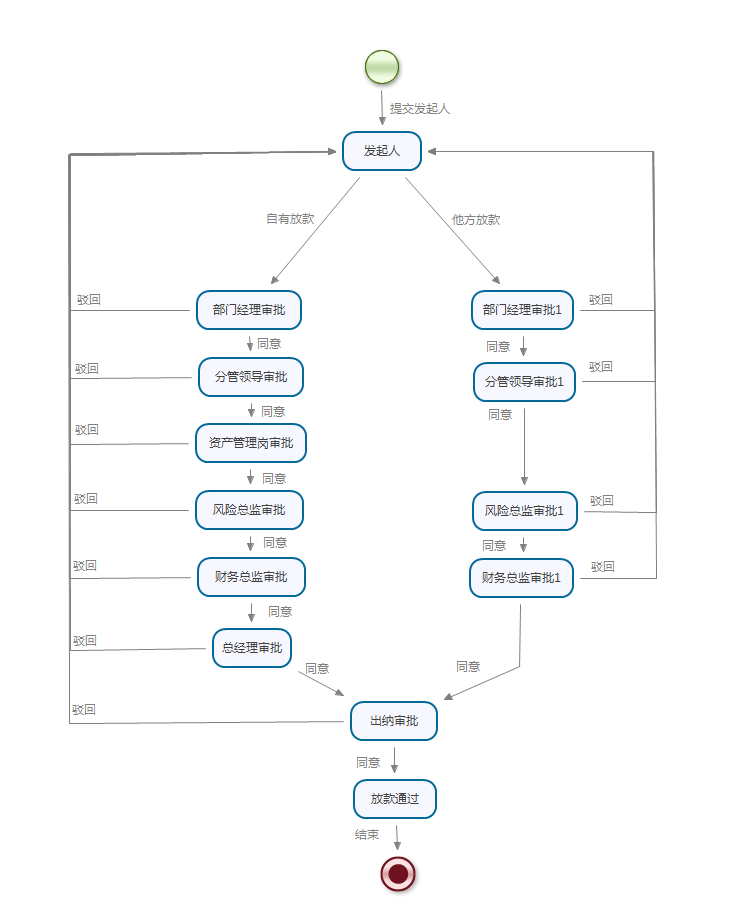 提交发起人
发起人
自有放款
他方放款
驳回
部门经理审批
部门经理审批1
驳回
同意
同意
驳回
分管领导审批
分管领导审批1
驳回
同意
同意
驳回
资产管理岗审批
同意
驳回
风险总监审批
风险总监审批1
驳回
同意
同意
驳回
财务总监审批
财务总监审批1
驳回
同意
驳回
总经理审批
同意
同意
驳回
出纳审批
同意
放款通过
结束